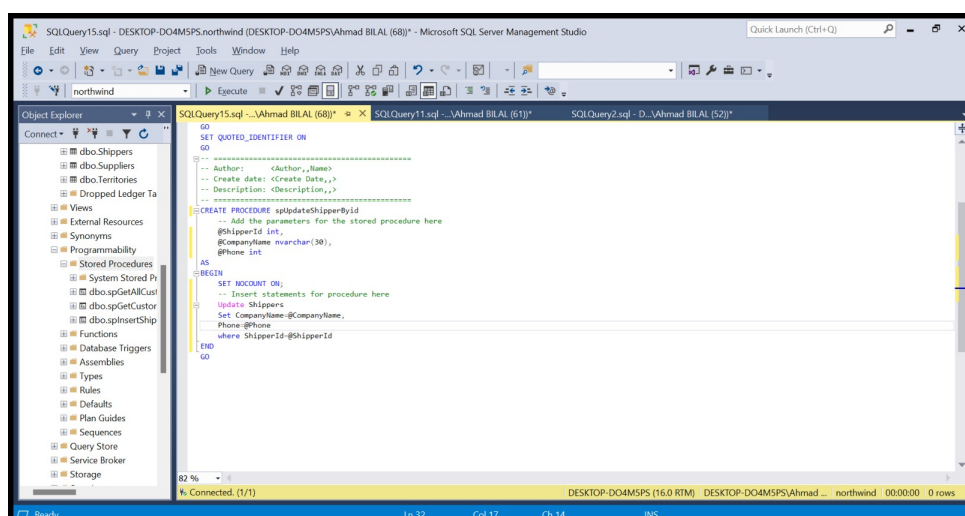 SQLQuery15.sql - DESKTOP-DO4M5PS.northwind (DESKTOP-DO4M5PS\Ahmad BILAL (68))* - Microsoft SQL Server Management Studio
Quick Launch (Ctrl+Q)
File Edit View Query Project Tools Window Help
New Query
northwind
Execute
Object Explorer
SQLQuery15.sql -...\Ahmad BILAL (68))*
SQLQuery11.sql -...\Ahmad BILAL (61))*
SQLQuery2.sql - D...\Ahmad BILAL (52))*
Connect
dbo.Shippers
dbo.Suppliers
dbo.Territories
Dropped Ledger Ta
Views
External Resources
Synonyms
Programmability
Stored Procedures
System Stored Pr
dbo.spGetAllCust
dbo.spGetCustor
dbo.spInsertShip
Functions
Database Triggers
Assemblies
Types
Rules
Defaults
Plan Guides
Sequences
Query Store
Service Broker
Storage
GO
SET QUOTED_IDENTIFIER ON
GO
-- =============================================
-- Author: <Author,,Name>
-- Create date: <Create Date,,>
-- Description: <Description,,>
-- =============================================
CREATE PROCEDURE spUpdateShipperByid
-- Add the parameters for the stored procedure here
@ShipperId int,
@CompanyName nvarchar(30),
@Phone int
AS
BEGIN
SET NOCOUNT ON;
-- Insert statements for procedure here
Update Shippers
Set CompanyName=@CompanyName,
Phone=@Phone
where ShipperId=@ShipperId
END
GO
82 %
Connected. (1/1)
DESKTOP-DO4M5PS (16.0 RTM) DESKTOP-DO4M5PS\Ahmad ... northwind 00:00:00 0 rows
Ready
Ln 32 Col 17 Ch 14 INS